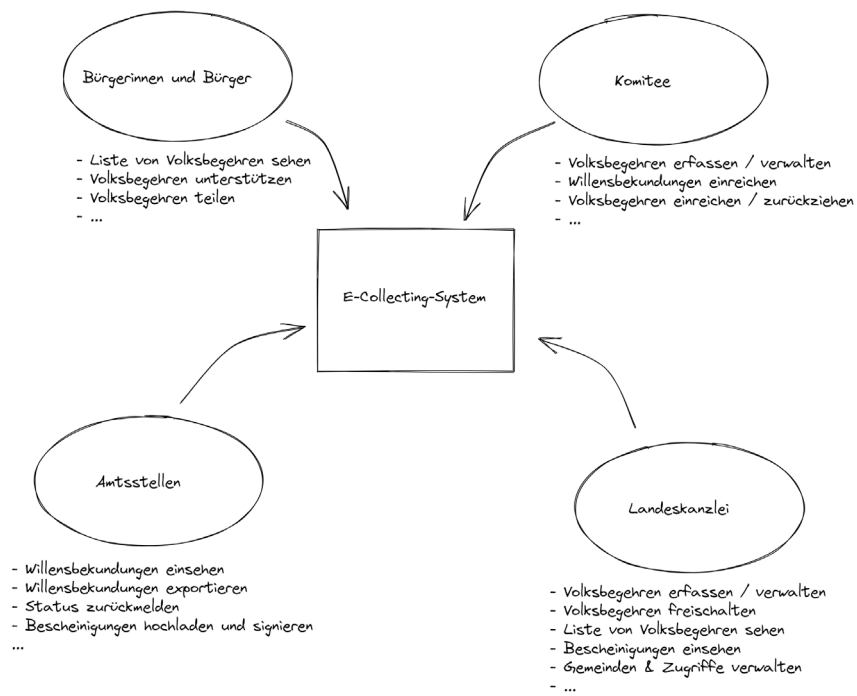 Bürgerinnen und Bürger
- Liste von Volksbegehren sehen
- Volksbegehren unterstützen
- Volksbegehren teilen
- ...
Komitee
- Volksbegehren erfassen / verwalten
- Willensbekundungen einreichen
- Volksbegehren einreichen / zurückziehen
- ...
E-Collecting-System
Amtsstellen
- Willensbekundungen einsehen
- Willensbekundungen exportieren
- Status zurückmelden
- Bescheinigungen hochladen und signieren
...
Landeskanzlei
- Volksbegehren erfassen / verwalten
- Volksbegehren freischalten
- Liste von Volksbegehren sehen
- Bescheinigungen einsehen
- Gemeinden & Zugriffe verwalten
- ...